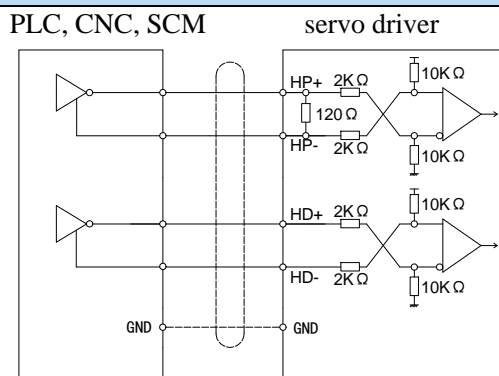 PLC, CNC, SCM servo driver
HP+ 2KΩ 10KΩ
120Ω
HP- 2KΩ 10KΩ
10KΩ
HD+ 2KΩ
HD- 2KΩ 10KΩ
GND GND